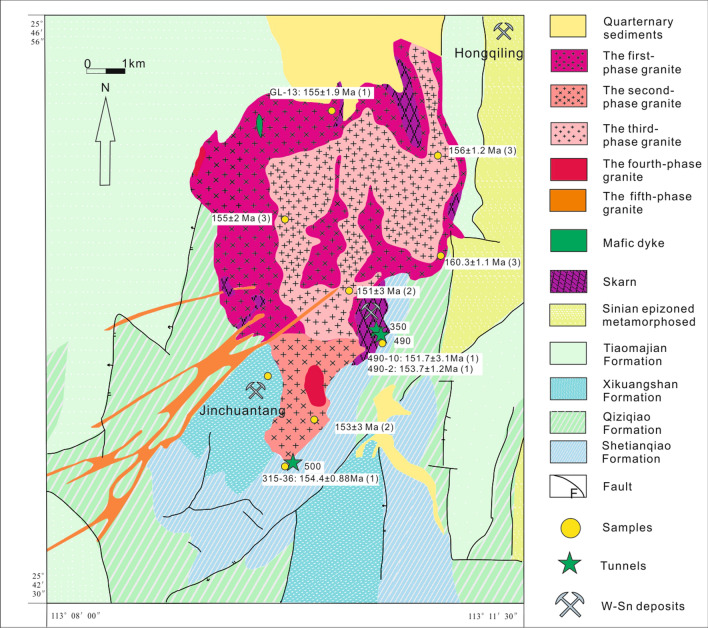 25
46
56
0 1km
N
Hongqiling
GL-13: 155±1.9 Ma (1)
156±1.2 Ma (3)
155±2 Ma (3)
160.3±1.1 Ma (3)
151±3 Ma (2)
350
490
490-10: 151.7±3.1Ma (1)
490-2: 153.7±1.2Ma (1)
Jinchuantang
153±3 Ma (2)
500
315-36: 154.4±0.88Ma (1)
25
42
30
113 08 00
113 11 30
Quarternary
sediments
The first-
phase granite
The second-
phase granite
The third-
phase granite
The fourth-phase
granite
The fifth-phase
granite
Mafic dyke
Skarn
Sinian epizoned
metamorphosed
Tiaomajian
Formation
Xikuangshan
Formation
Qiziqiao
Formation
Shetianqiao
Formation
F
Fault
Samples
Tunnels
W-Sn deposits